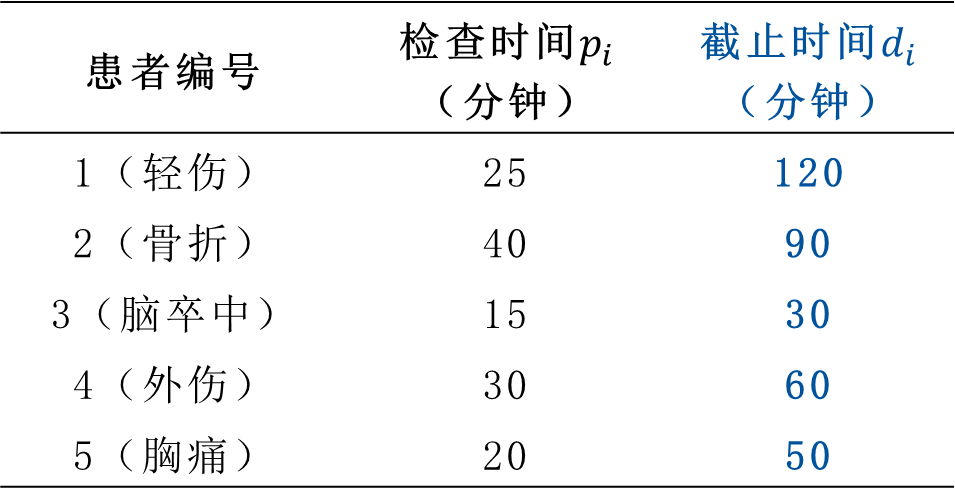 患者编号 检查时间pᵢ（分钟） 截止时间dᵢ（分钟）
1（轻伤） 25 120
2（骨折） 40 90
3（脑卒中） 15 30
4（外伤） 30 60
5（胸痛） 20 50